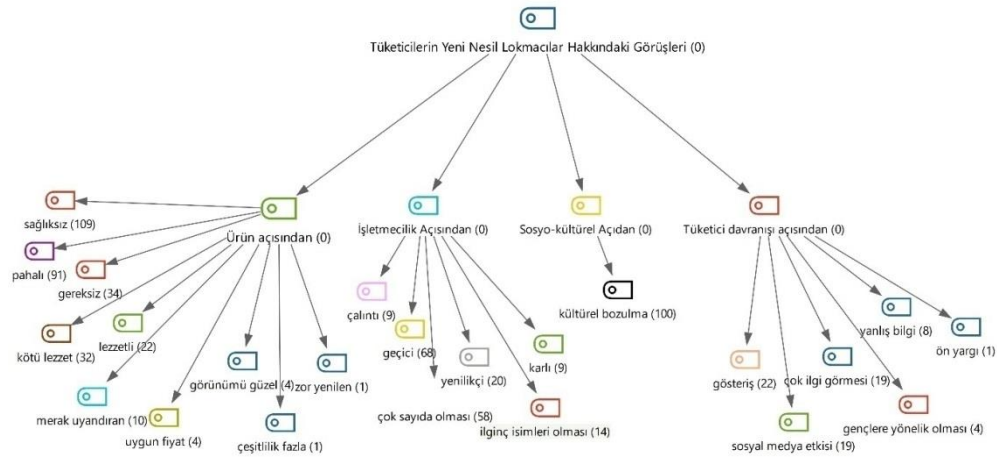 Tüketicilerin Yeni Nesil Lokmacılar Hakkındaki Görüşleri (0)
Ürün açısından (0)
İşletmecilik Açısından (0)
Sosyo-kültürel Açıdan (0)
Tüketici davranışı açısından (0)
sağlıksız (109)
pahalı (91)
gereksiz (34)
kötü lezzet (32)
lezzetli (22)
merak uyandıran (10)
uygun fiyat (4)
görünümü güzel (4)
çeşitlilik fazla (1)
zor yenilen (1)
çalıntı (9)
geçici (68)
çok sayıda olması (58)
yenilikçi (20)
ilginç isimleri olması (14)
karlı (9)
kültürel bozulma (100)
gösteriş (22)
sosyal medya etkisi (19)
çok ilgi görmesi (19)
gençlere yönelik olması (4)
yanlış bilgi (8)
ön yargı (1)